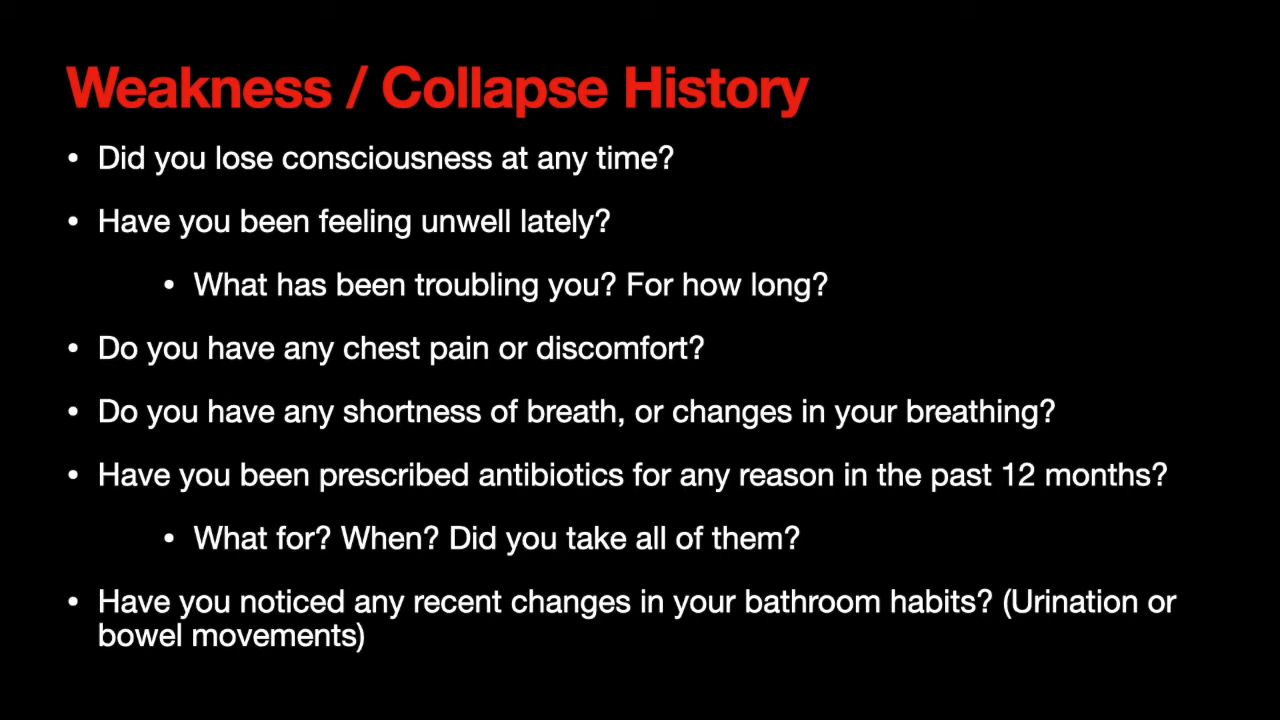 Weakness / Collapse History
• Did you lose consciousness at any time?
• Have you been feeling unwell lately?
• What has been troubling you? For how long?
• Do you have any chest pain or discomfort?
• Do you have any shortness of breath, or changes in your breathing?
• Have you been prescribed antibiotics for any reason in the past 12 months?
• What for? When? Did you take all of them?
• Have you noticed any recent changes in your bathroom habits? (Urination or
bowel movements)